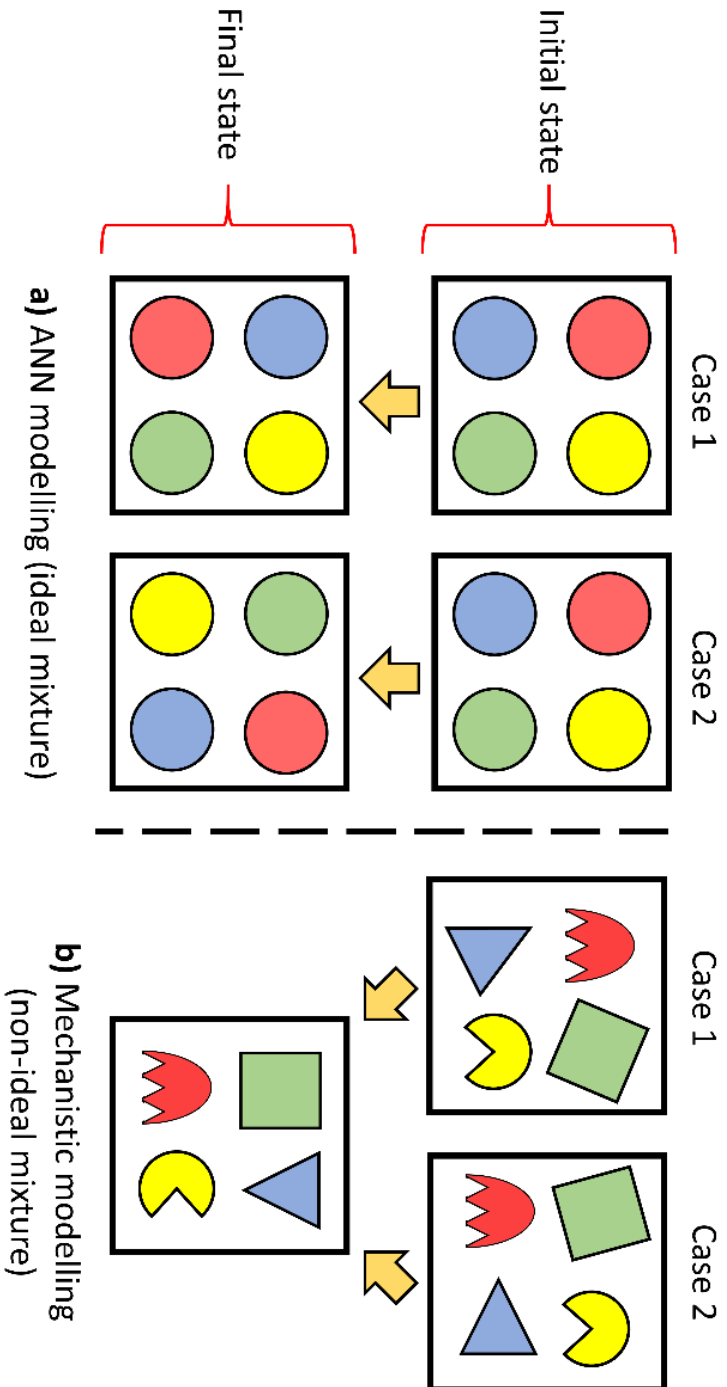 Case 1
Case 2
Case 1
Case 2
Initial state
Final state
a) ANN modelling (ideal mixture)
b) Mechanistic modelling
(non-ideal mixture)